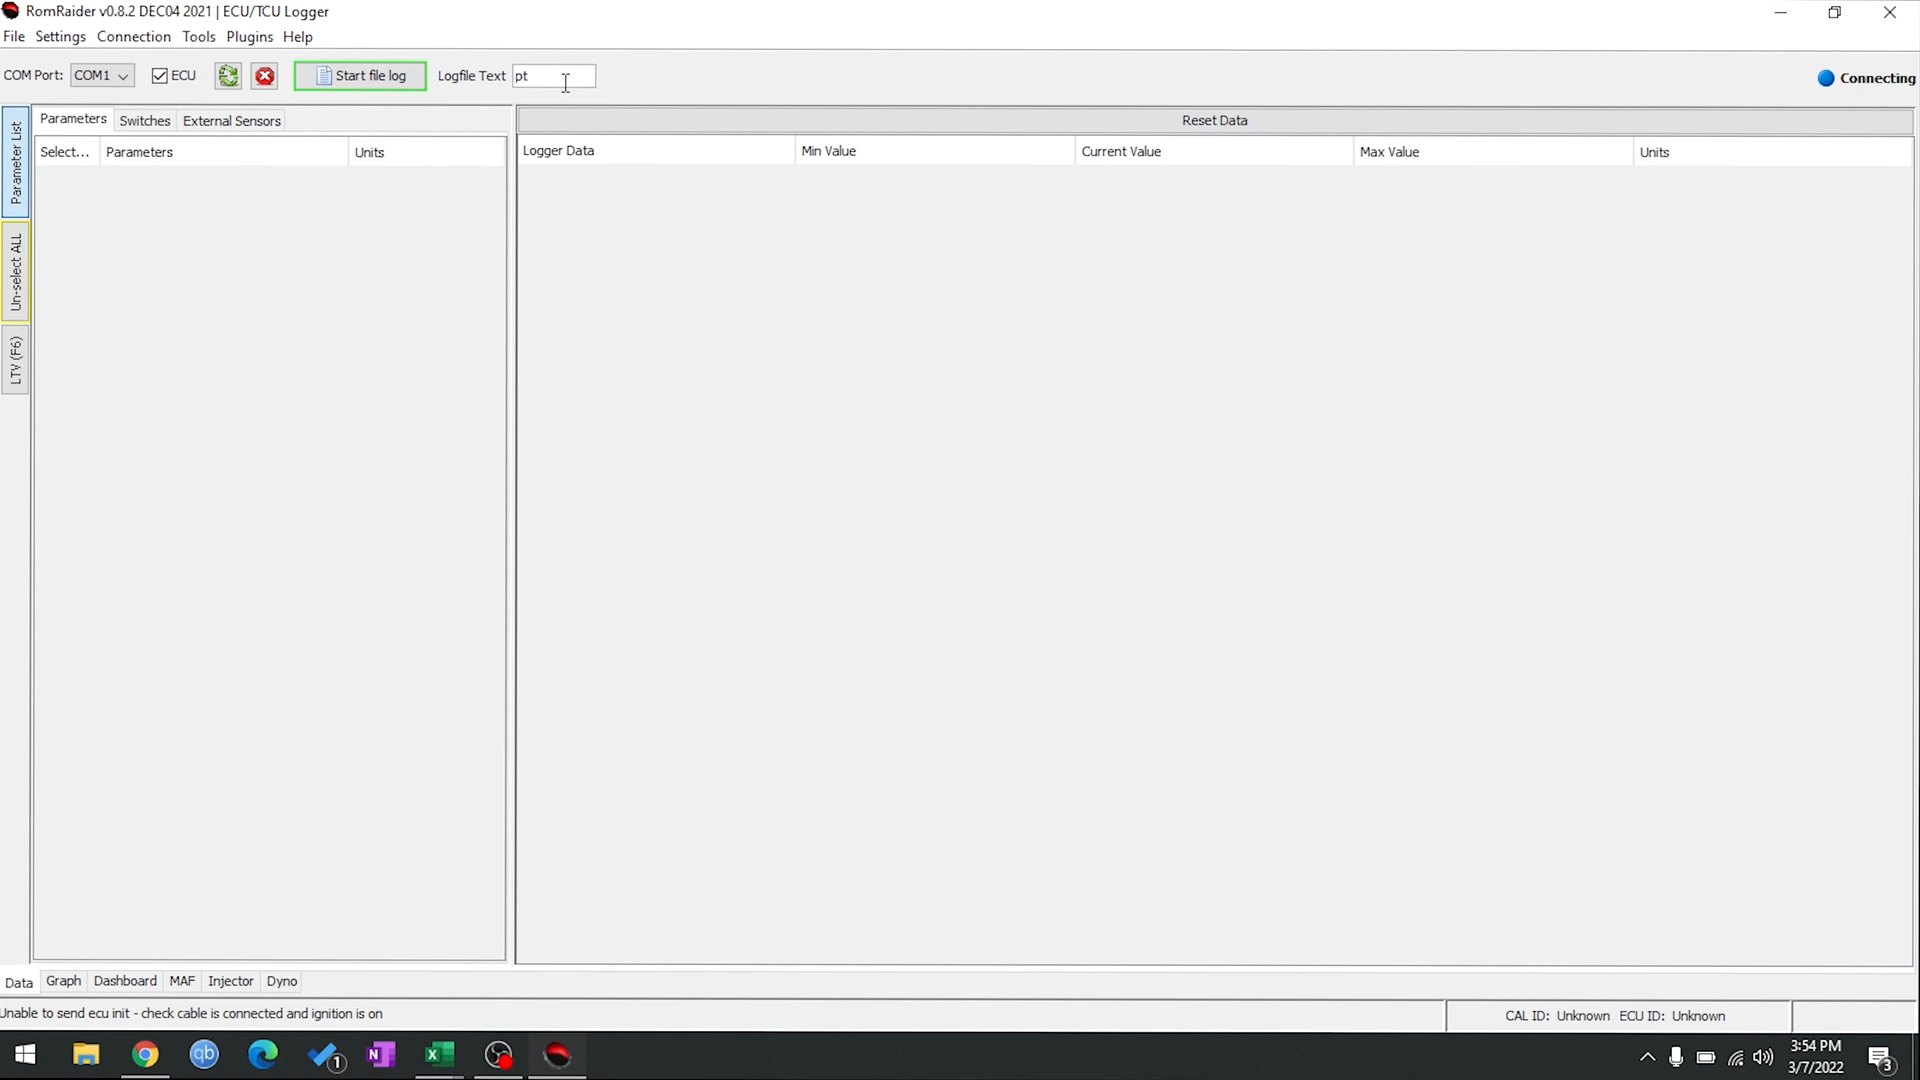 RomRaider v0.8.2 DEC04 2021 | ECU/TCU Logger
File Settings Connection Tools Plugins Help
COM Port: COM1 ECU Start file log Logfile Text pt Connecting
Parameter List
Un-select ALL
LTV (F6)
Parameters Switches External Sensors
Select... Parameters Units
Reset Data
Logger Data Min Value Current Value Max Value Units
Data Graph Dashboard MAF Injector Dyno
Unable to send ecu init - check cable is connected and ignition is on
CAL ID: Unknown ECU ID: Unknown
qb 1 N X
3:54 PM
3/7/2022
3